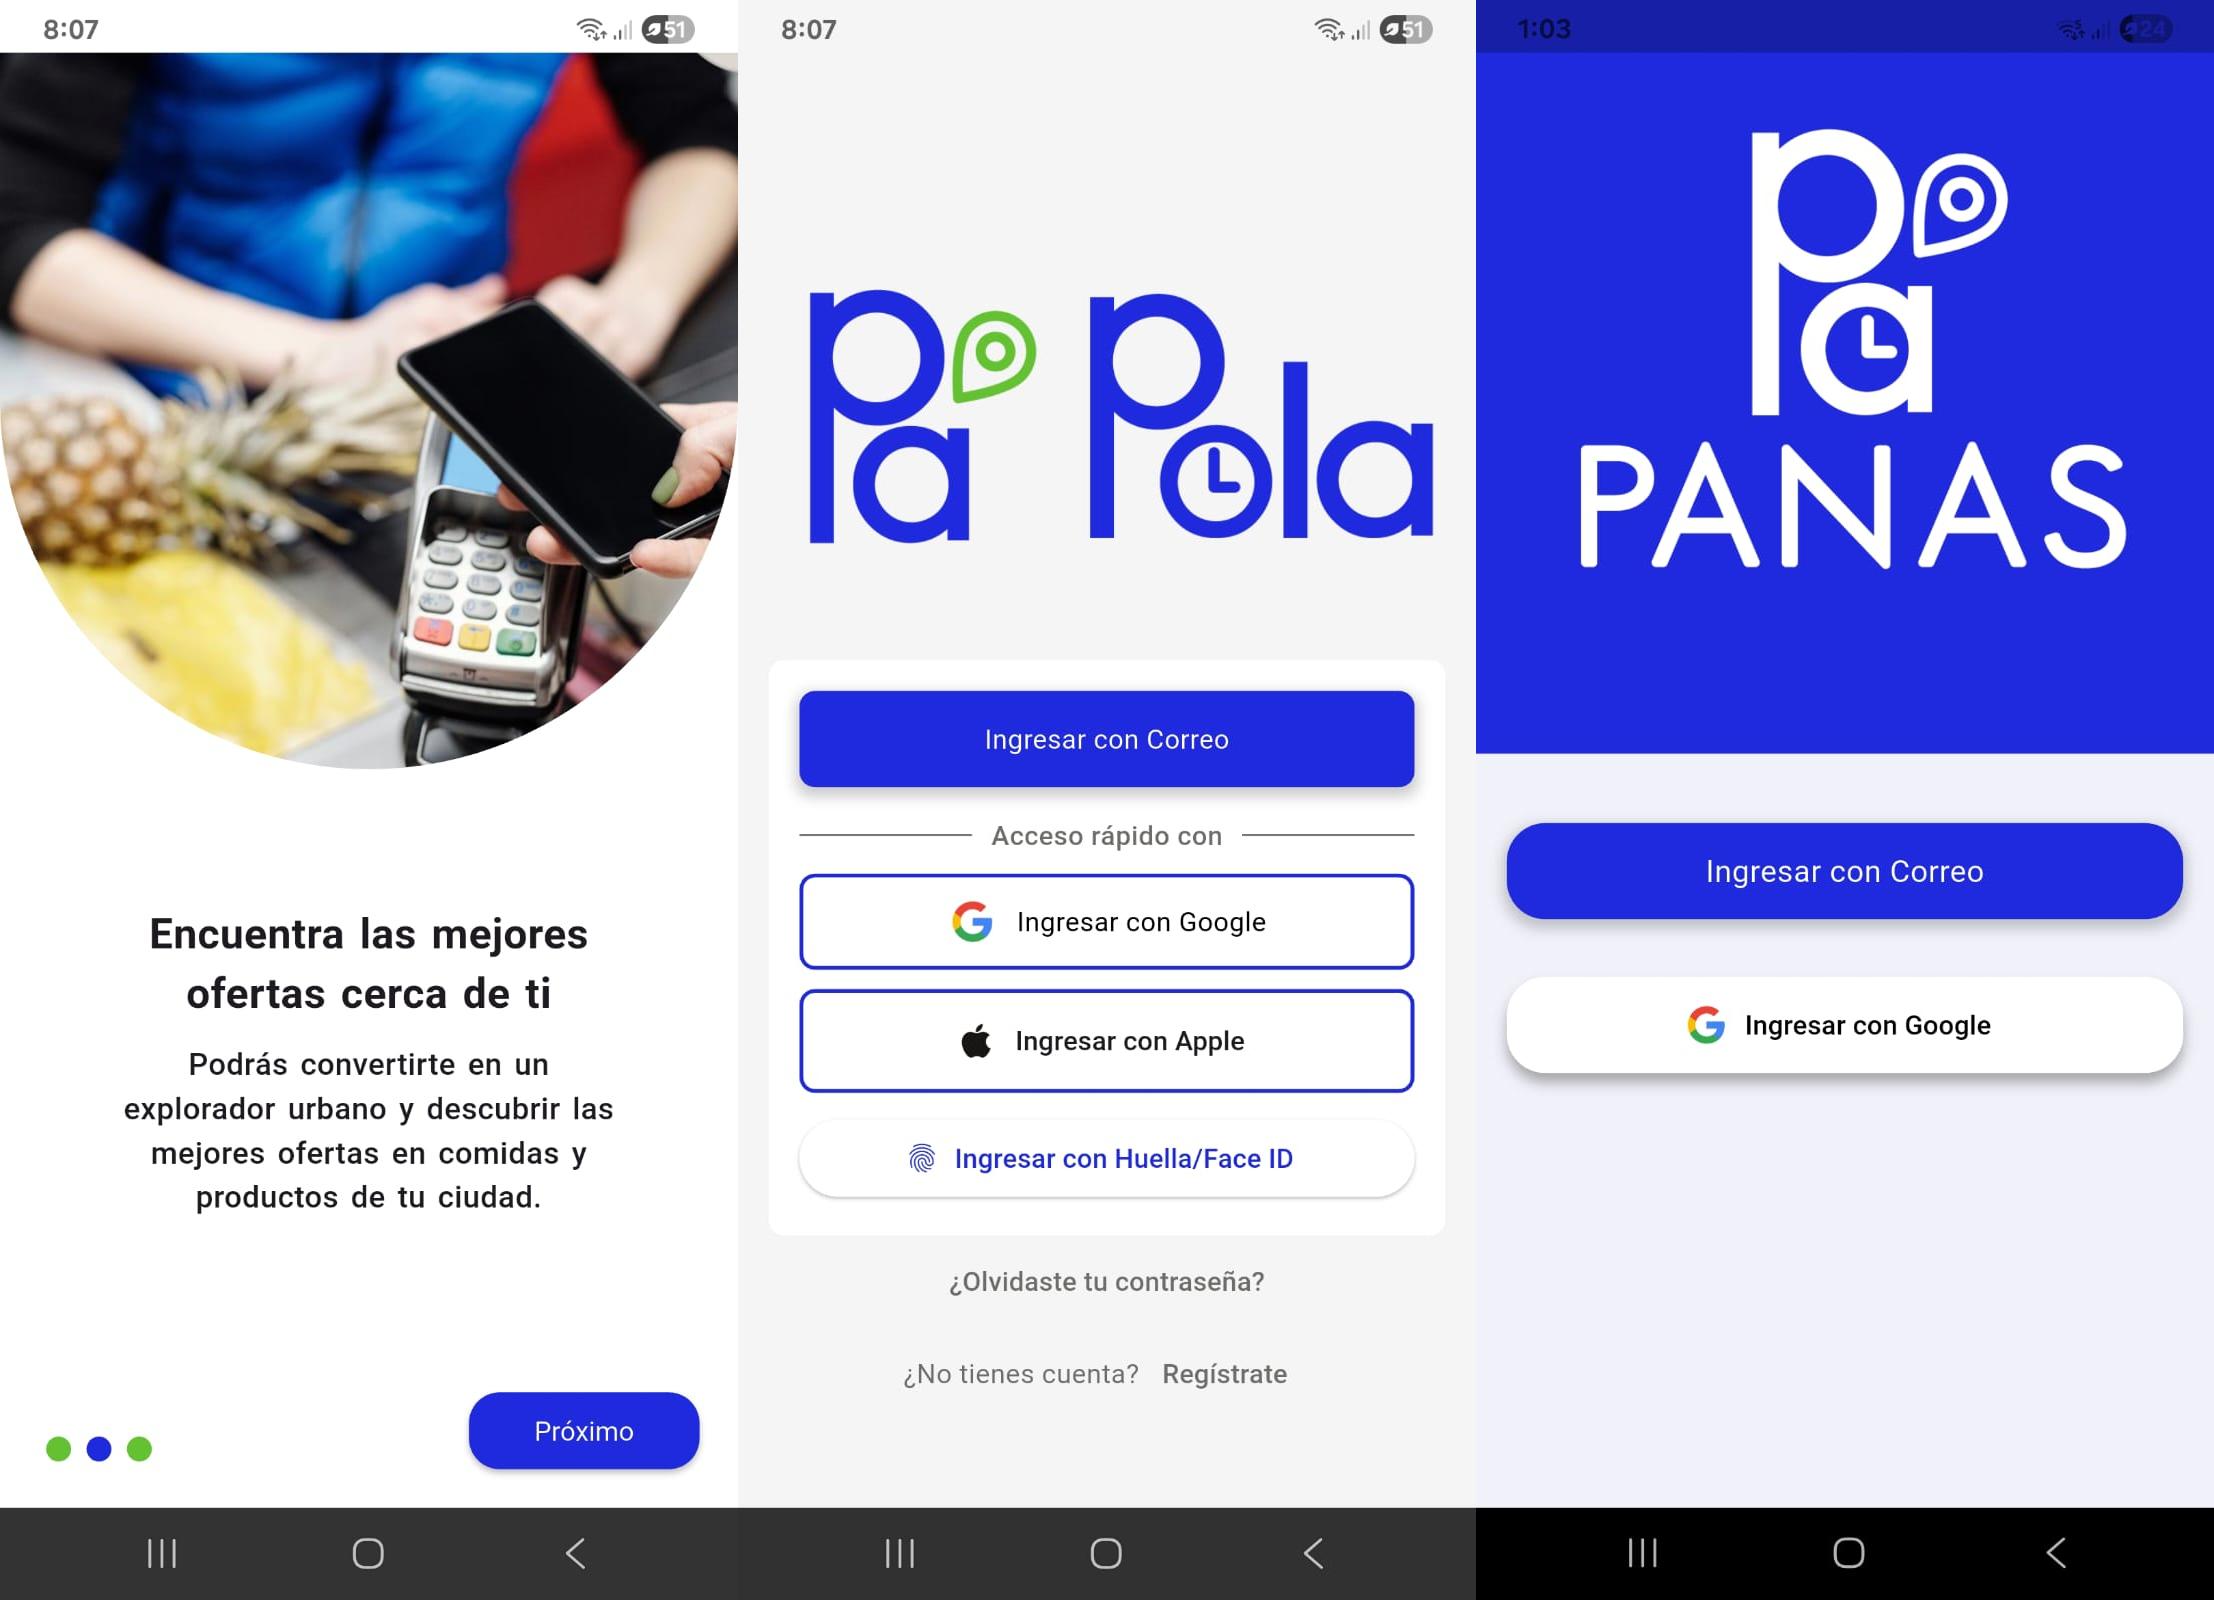 8:07
51
Encuentra las mejores
ofertas cerca de ti
Podrás convertirte en un
explorador urbano y descubrir las
mejores ofertas en comidas y
productos de tu ciudad.
Próximo
8:07
51
Pa Pola
Ingresar con Correo
Acceso rápido con
Ingresar con Google
Ingresar con Apple
Ingresar con Huella/Face ID
¿Olvidaste tu contraseña?
¿No tienes cuenta? Regístrate
1:03
24
Pa
PANAS
Ingresar con Correo
Ingresar con Google